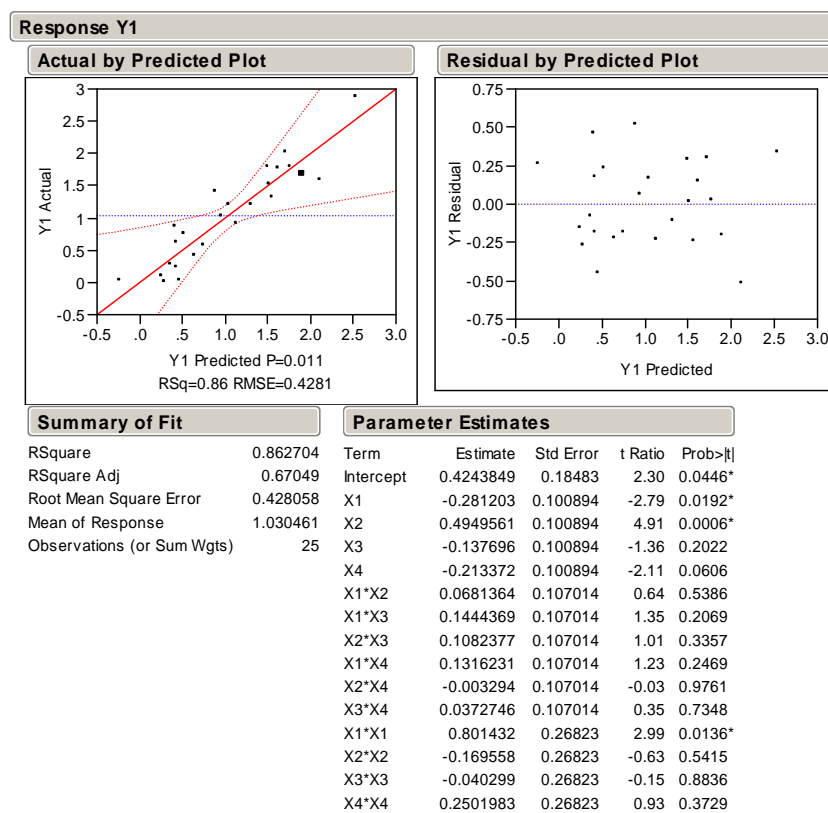 Response Y1
Actual by Predicted Plot
3
2.5
2
1.5
1
0.5
0
-0.5
Y1 Actual
-0.5 .0 .5 1.0 1.5 2.0 2.5 3.0
Y1 Predicted P=0.011
RSq=0.86 RMSE=0.4281
Residual by Predicted Plot
0.75
0.50
0.25
0.00
-0.25
-0.50
-0.75
Y1 Residual
-0.5 .0 .5 1.0 1.5 2.0 2.5 3.0
Y1 Predicted
Summary of Fit
RSquare 0.862704
RSquare Adj 0.67049
Root Mean Square Error 0.428058
Mean of Response 1.030461
Observations (or Sum Wgts) 25
Parameter Estimates
Term Estimate Std Error t Ratio Prob>|t|
Intercept 0.4243849 0.18483 2.30 0.0446*
X1 -0.281203 0.100894 -2.79 0.0192*
X2 0.4949561 0.100894 4.91 0.0006*
X3 -0.137696 0.100894 -1.36 0.2022
X4 -0.213372 0.100894 -2.11 0.0606
X1*X2 0.0681364 0.107014 0.64 0.5386
X1*X3 0.1444369 0.107014 1.35 0.2069
X2*X3 0.1082377 0.107014 1.01 0.3357
X1*X4 0.1316231 0.107014 1.23 0.2469
X2*X4 -0.003294 0.107014 -0.03 0.9761
X3*X4 0.0372746 0.107014 0.35 0.7348
X1*X1 0.801432 0.26823 2.99 0.0136*
X2*X2 -0.169558 0.26823 -0.63 0.5415
X3*X3 -0.040299 0.26823 -0.15 0.8836
X4*X4 0.2501983 0.26823 0.93 0.3729